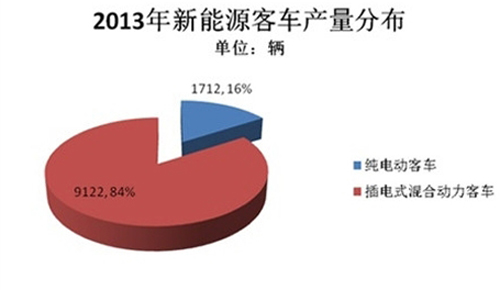 2013年新能源客车产量分布
单位：辆
1712,16%
9122,84%
纯电动客车
插电式混合动力客车